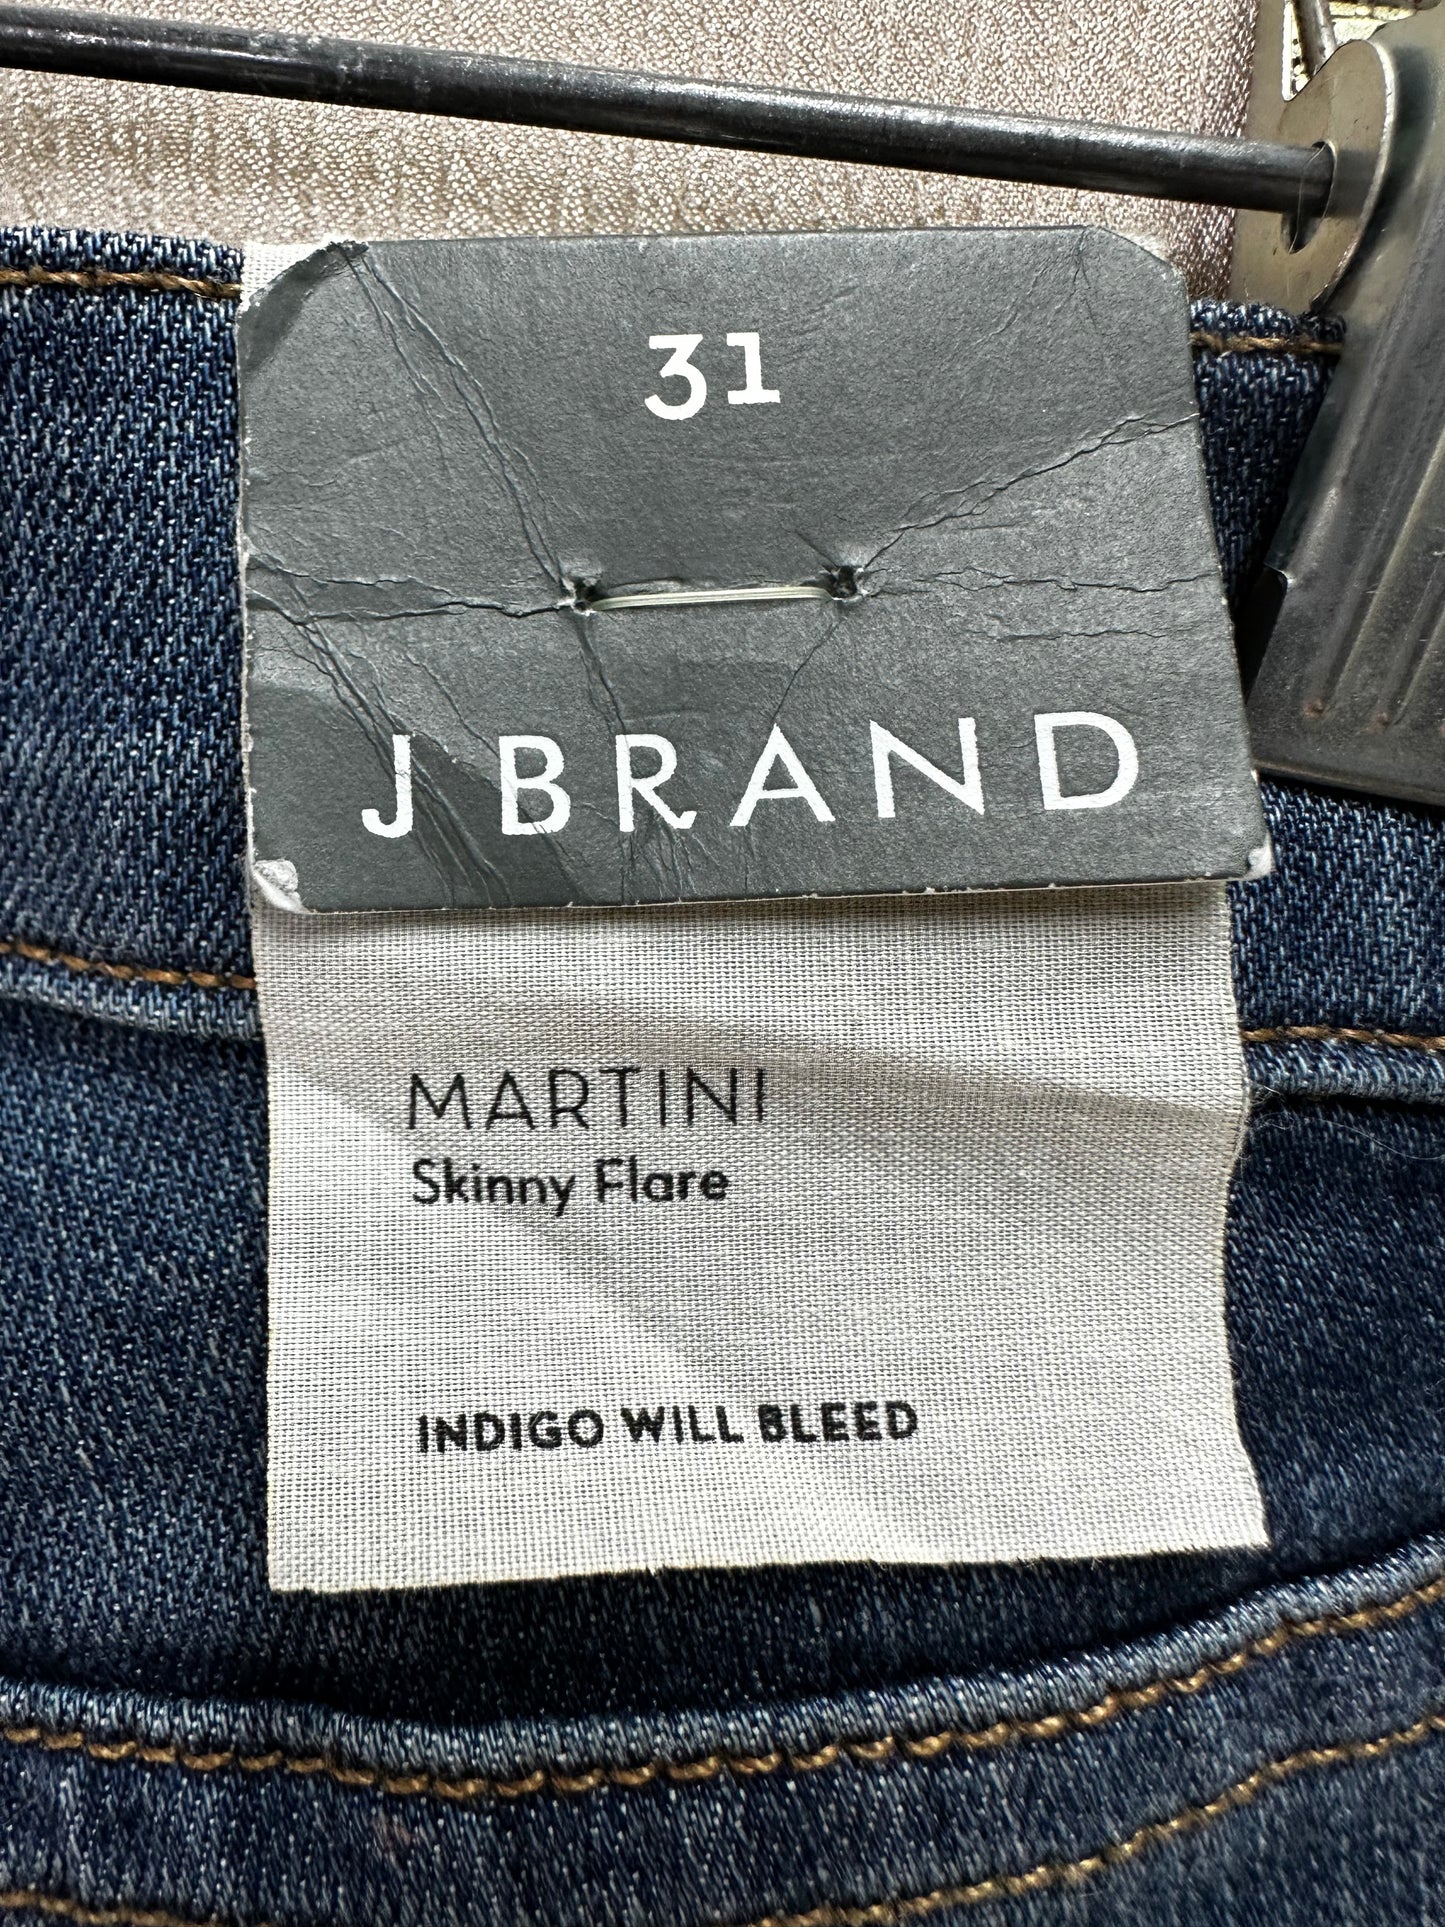 31
J BRAND
MARTINI
Skinny Flare
INDIGO WILL BLEED